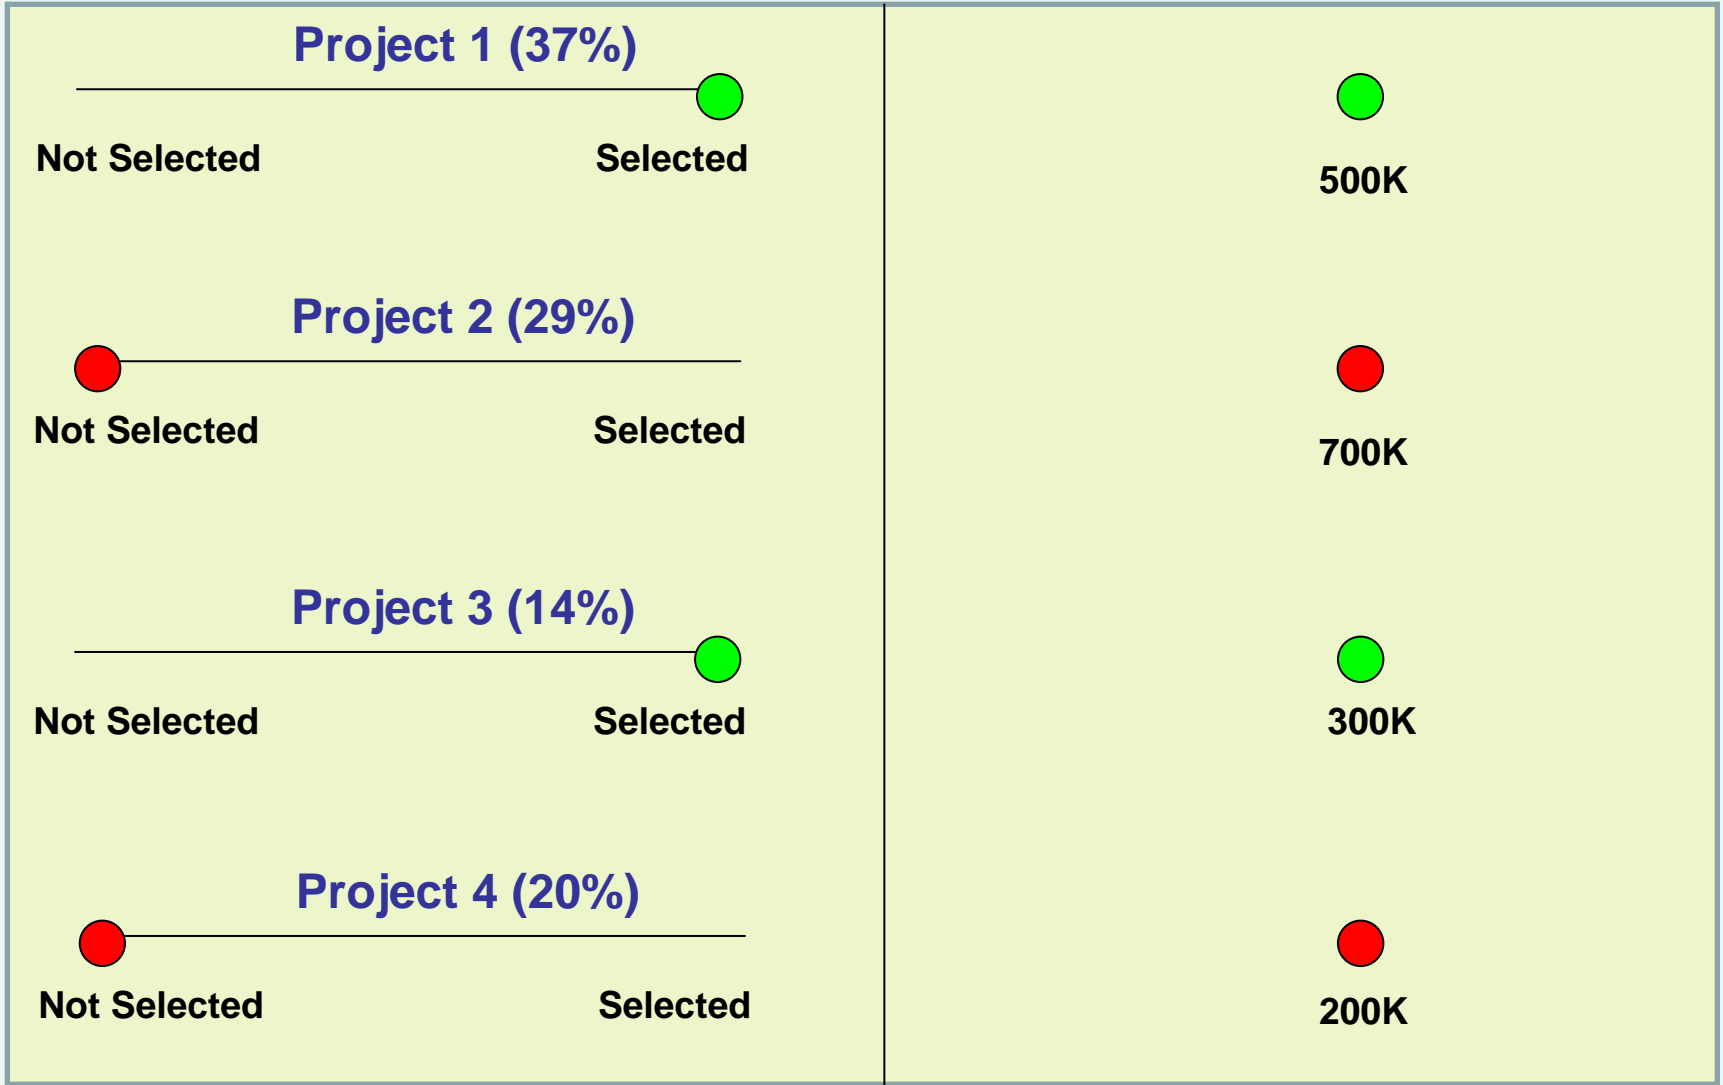 Project 1 (37%)
Not Selected Selected
500K
Project 2 (29%)
Not Selected Selected
700K
Project 3 (14%)
Not Selected Selected
300K
Project 4 (20%)
Not Selected Selected
200K